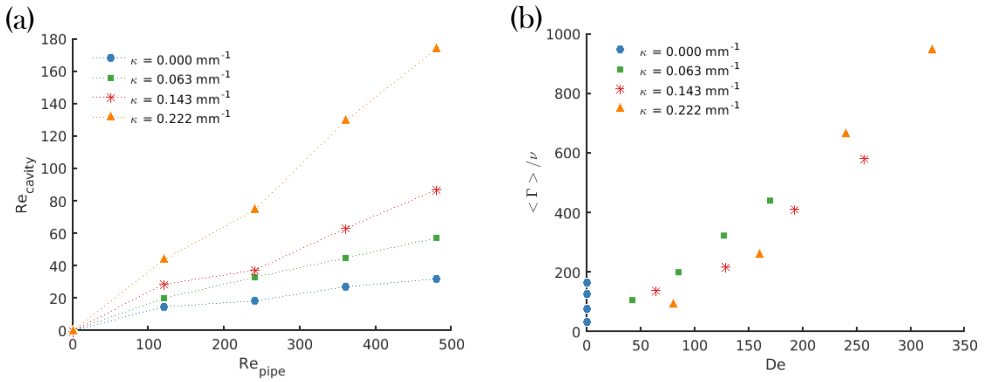 (a)
180
160
140
120
100
80
60
40
20
0
Re_cavity
κ = 0.000 mm⁻¹
κ = 0.063 mm⁻¹
κ = 0.143 mm⁻¹
κ = 0.222 mm⁻¹
0 100 200 300 400 500
Re_pipe
(b)
1000
800
600
400
200
0
< Γ > / ν
κ = 0.000 mm⁻¹
κ = 0.063 mm⁻¹
κ = 0.143 mm⁻¹
κ = 0.222 mm⁻¹
0 50 100 150 200 250 300 350
De